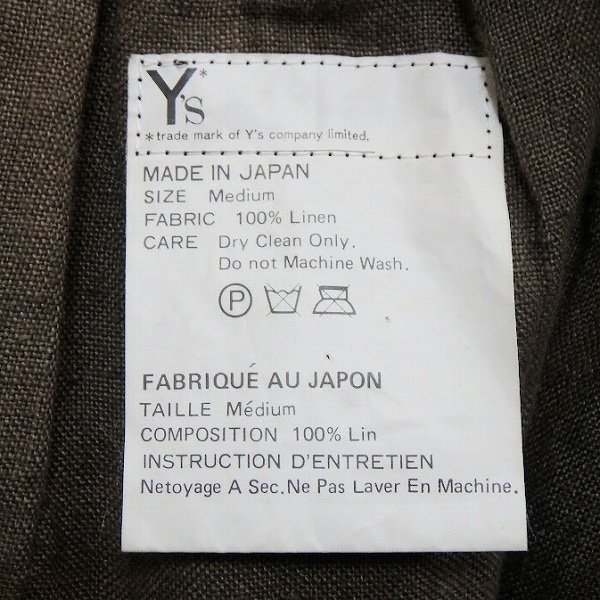 Y's*
*trade mark of Y's company limited.
MADE IN JAPAN
SIZE Medium
FABRIC 100% Linen
CARE Dry Clean Only.
Do not Machine Wash.
P
FABRIQUÉ AU JAPON
TAILLE Médium
COMPOSITION 100% Lin
INSTRUCTION D'ENTRETIEN
Netoyage A Sec. Ne Pas Laver En Machine.